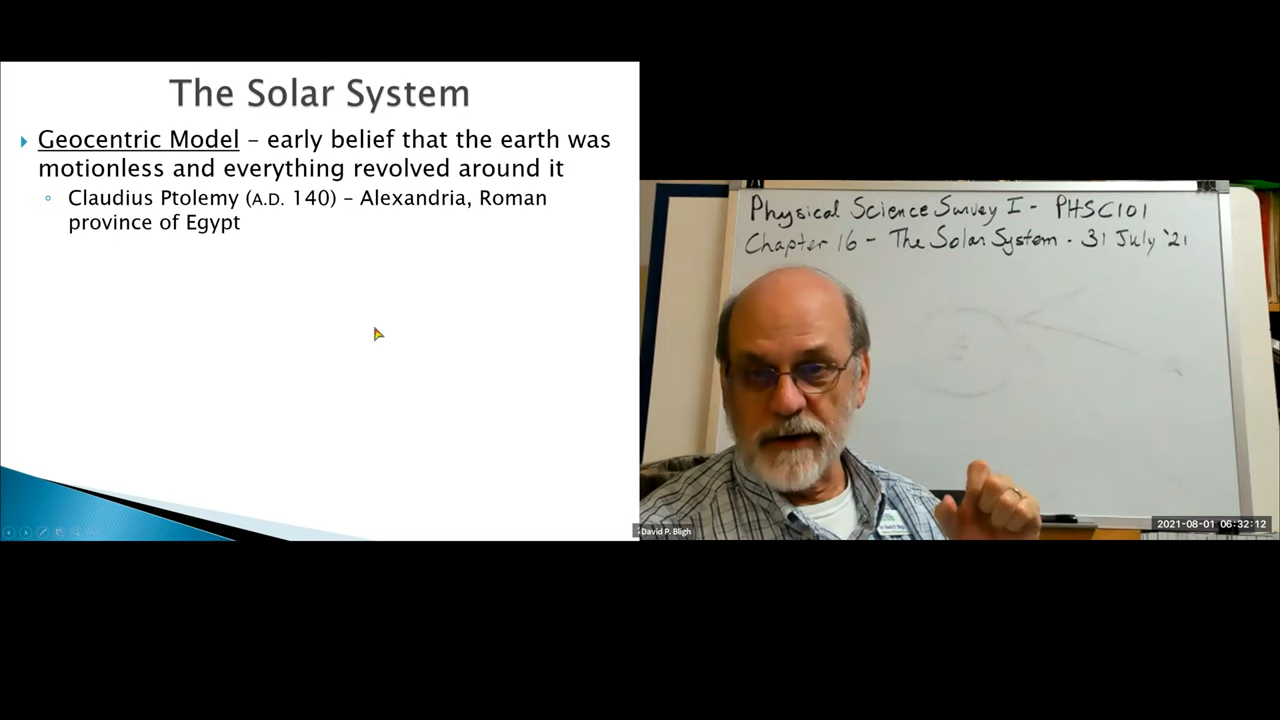 The Solar System
Geocentric Model – early belief that the earth was
motionless and everything revolved around it
Claudius Ptolemy (A.D. 140) – Alexandria, Roman
province of Egypt
Physical Science Survey I - PHSC101
Chapter 16 - The Solar System - 31 July '21
David P. Bligh
2021-08-01 06:32:12